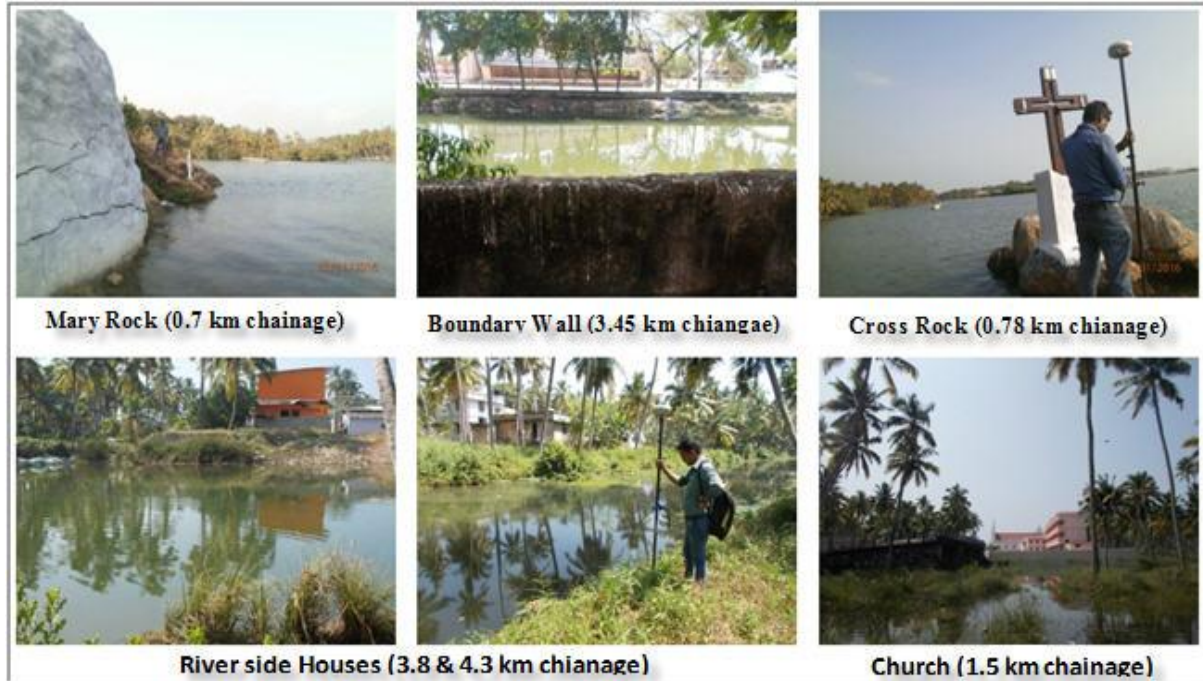 Mary Rock (0.7 km chainage)
Boundary Wall (3.45 km chiangae)
Cross Rock (0.78 km chianage)
River side Houses (3.8 & 4.3 km chianage)
Church (1.5 km chainage)